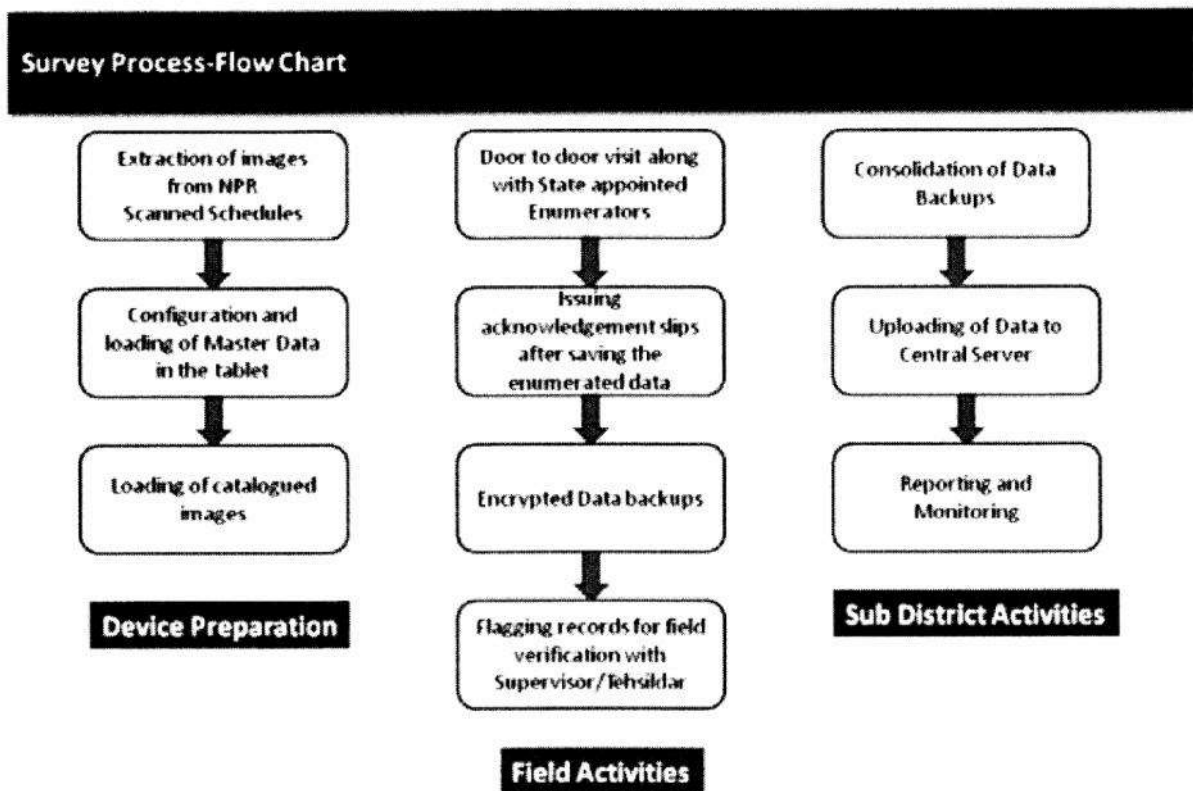 Survey Process-Flow Chart
Extraction of images
from NPR
Scanned Schedules
Configuration and
loading of Master Data
in the tablet
Loading of catalogued
images
Device Preparation
Door to door visit along
with State appointed
Enumerators
Issuing
acknowledgement slips
after saving the
enumerated data
Encrypted Data backups
Flagging records for field
verification with
Supervisor/Tehsildar
Field Activities
Consolidation of Data
Backups
Uploading of Data to
Central Server
Reporting and
Monitoring
Sub District Activities